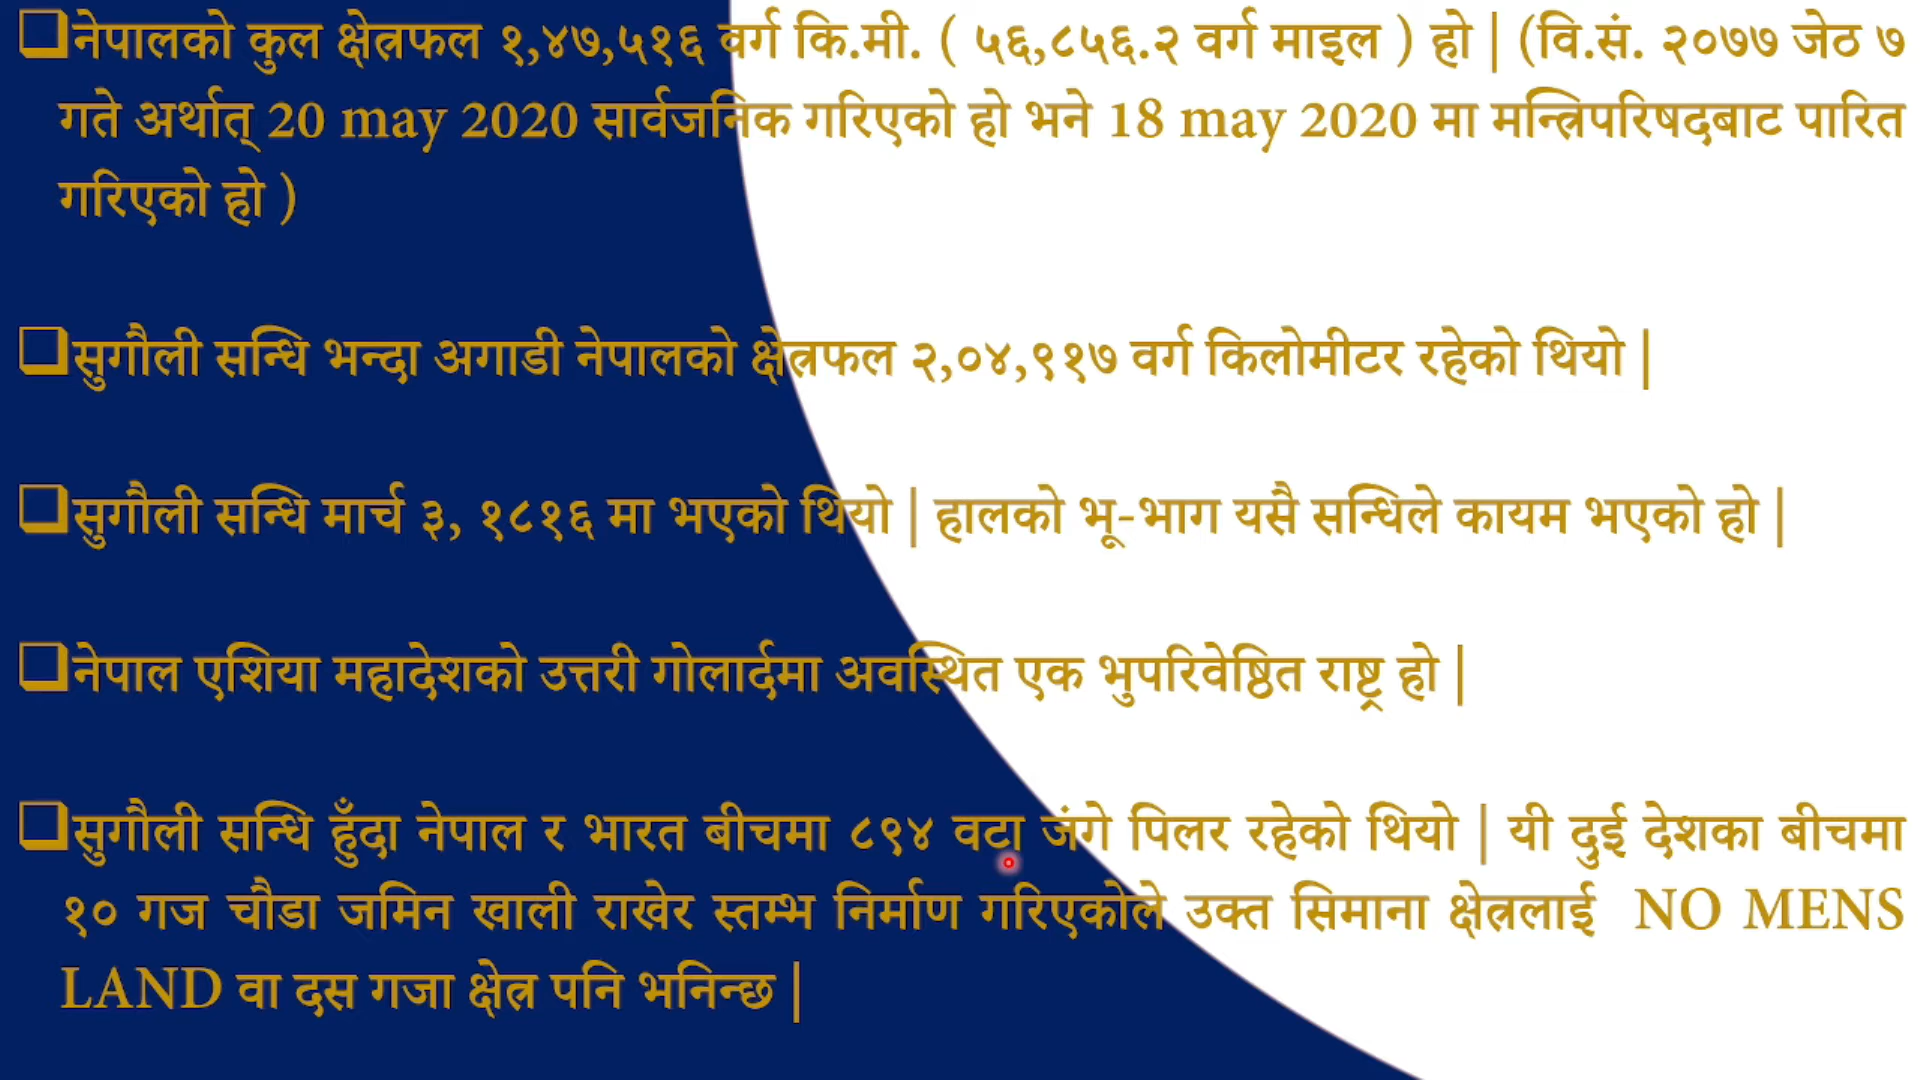 ❑नेपालको कुल क्षेत्रफल १,४७,५१६ वर्ग कि.मी. ( ५६,८५६.२ वर्ग माइल ) हो | (वि.सं. २०७७ जेठ ७
गते अर्थात् 20 may 2020 सार्वजनिक गरिएको हो भने 18 may 2020 मा मन्त्रिपरिषदबाट पारित
गरिएको हो )
❑सुगौली सन्धि भन्दा अगाडी नेपालको क्षेत्रफल २,०४,९१७ वर्ग किलोमीटर रहेको थियो |
❑सुगौली सन्धि मार्च ३, १८१६ मा भएको थियो | हालको भू-भाग यसै सन्धिले कायम भएको हो |
❑नेपाल एशिया महादेशको उत्तरी गोलार्दमा अवस्थित एक भुपरिवेष्ठित राष्ट्र हो |
❑सुगौली सन्धि हुँदा नेपाल र भारत बीचमा ८९४ वटा जंगे पिलर रहेको थियो | यी दुई देशका बीचमा
१० गज चौडा जमिन खाली राखेर स्तम्भ निर्माण गरिएकोले उक्त सिमाना क्षेत्रलाई NO MENS
LAND वा दस गजा क्षेत्र पनि भनिन्छ |